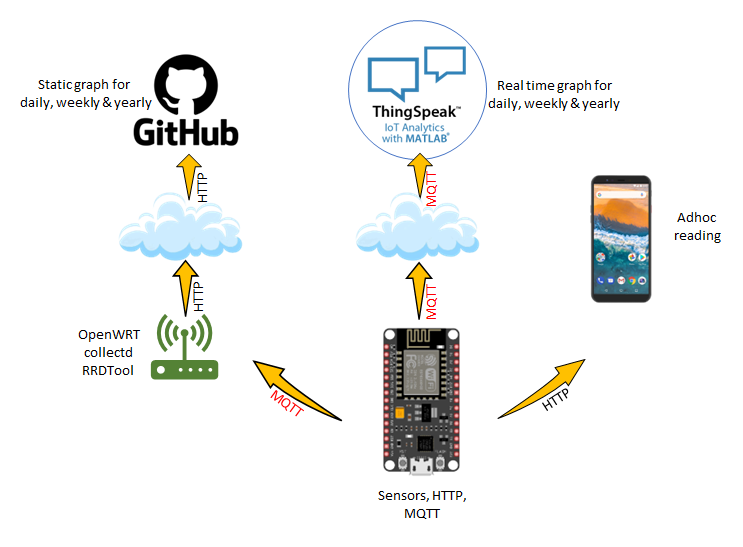 Static graph for
daily, weekly & yearly
GitHub
HTTP
HTTP
OpenWRT
collectd
RRDTool
MQTT
ThingSpeak™
IoT Analytics
with MATLAB®
Real time graph for
daily, weekly & yearly
MQTT
MQTT
Sensors, HTTP,
MQTT
HTTP
Adhoc
reading